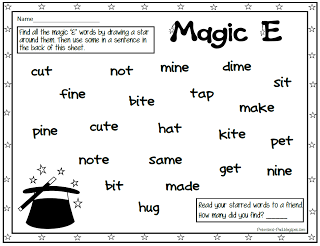 Name
Magic E
Find all the magic "E" words by drawing a star
around them. Then use some in a sentence in
the back of this sheet.
cut not mine dime
sit
fine bite tap
make
pine cute hat kite pet
note same get nine
bit made
hug
Read your starred words to a friend.
How many did you find?